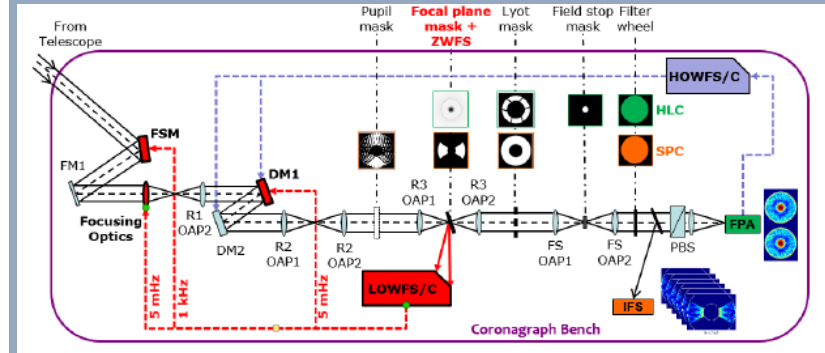 From
Telescope
Pupil
mask
Focal plane
mask +
ZWFS
Lyot
mask
Field stop
mask
Filter
wheel
HOWFS/C
HLC
SPC
FSM
FM1
DM1
Focusing
Optics
R1
OAP2
DM2
R2
OAP1
R2
OAP2
R3
OAP1
R3
OAP2
FS
OAP1
FS
OAP2
PBS
FPA
5 mHz
1 kHz
5 mHz
LOWFS/C
IFS
Coronagraph Bench